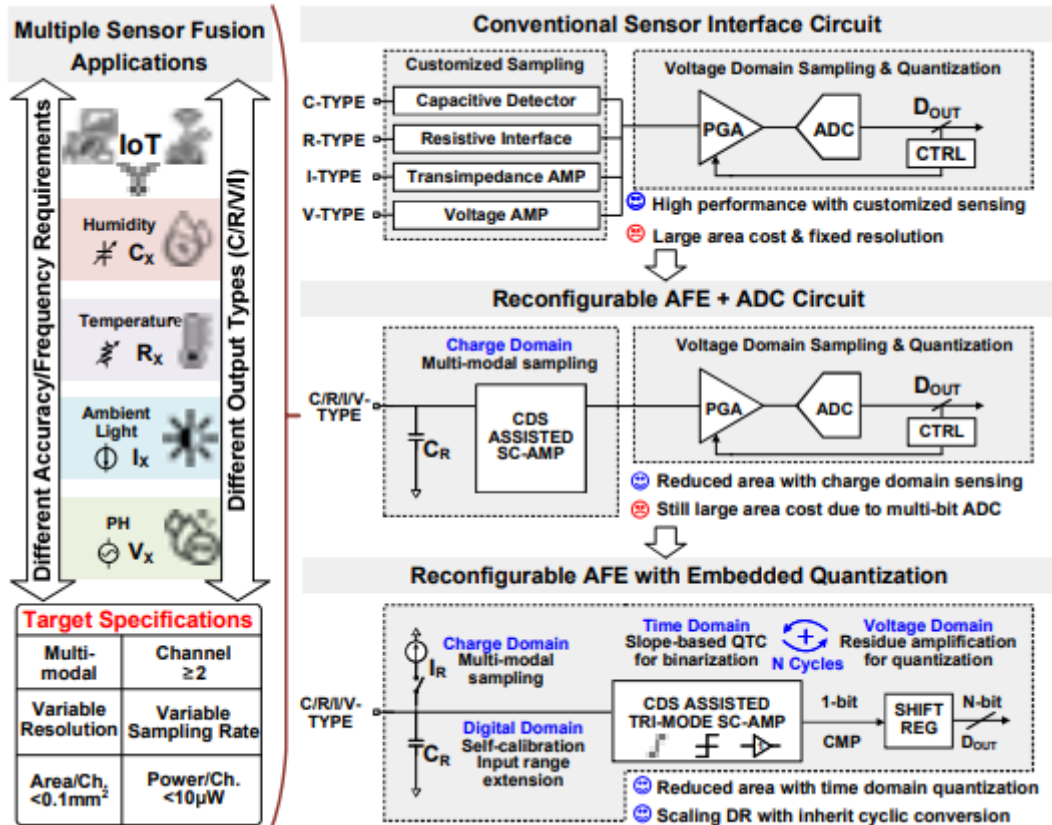 Multiple Sensor Fusion
Applications
Different Accuracy/Frequency Requirements
Different Output Types (C/R/V/I)
IoT
Humidity
Cx
Temperature
Rx
Ambient
Light
Ix
PH
Vx
Target Specifications
Multi-
modal
Channel
≥2
Variable
Resolution
Variable
Sampling Rate
Area/Ch.
<0.1mm²
Power/Ch.
<10µW
Conventional Sensor Interface Circuit
Customized Sampling
C-TYPE
Capacitive Detector
R-TYPE
Resistive Interface
I-TYPE
Transimpedance AMP
V-TYPE
Voltage AMP
Voltage Domain Sampling & Quantization
PGA
ADC
DOUT
CTRL
High performance with customized sensing
Large area cost & fixed resolution
Reconfigurable AFE + ADC Circuit
Charge Domain
Multi-modal sampling
C/R/I/V-
TYPE
CR
CDS
ASSISTED
SC-AMP
Voltage Domain Sampling & Quantization
PGA
ADC
DOUT
CTRL
Reduced area with charge domain sensing
Still large area cost due to multi-bit ADC
Reconfigurable AFE with Embedded Quantization
IR
Charge Domain
Multi-modal
sampling
Time Domain
Slope-based QTC
for binarization
+
N Cycles
Voltage Domain
Residue amplification
for quantization
C/R/I/V-
TYPE
CR
Digital Domain
Self-calibration
Input range
extension
CDS ASSISTED
TRI-MODE SC-AMP
1-bit
CMP
SHIFT
REG
N-bit
DOUT
Reduced area with time domain quantization
Scaling DR with inherit cyclic conversion